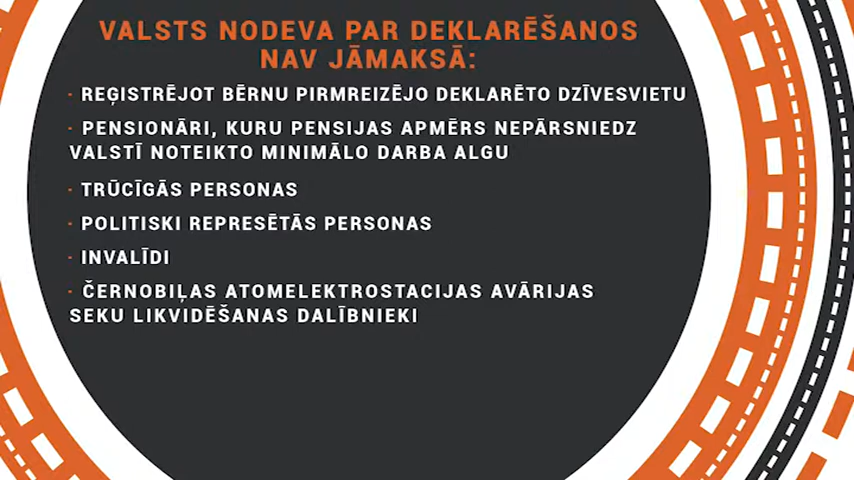 VALSTS NODEVA PAR DEKLARĒŠANOS
NAV JĀMAKSĀ:
· REĢISTRĒJOT BĒRNU PIRMREIZĒJO DEKLARĒTO DZĪVESVIETU
· PENSIONĀRI, KURU PENSIJAS APMĒRS NEPĀRSNIEDZ
VALSTĪ NOTEIKTO MINIMĀLO DARBA ALGU
· TRŪCĪGĀS PERSONAS
· POLITISKI REPRESĒTĀS PERSONAS
· INVALĪDI
· ČERNOBIĻAS ATOMELEKTROSTACIJAS AVĀRIJAS
SEKU LIKVIDĒŠANAS DALĪBNIEKI